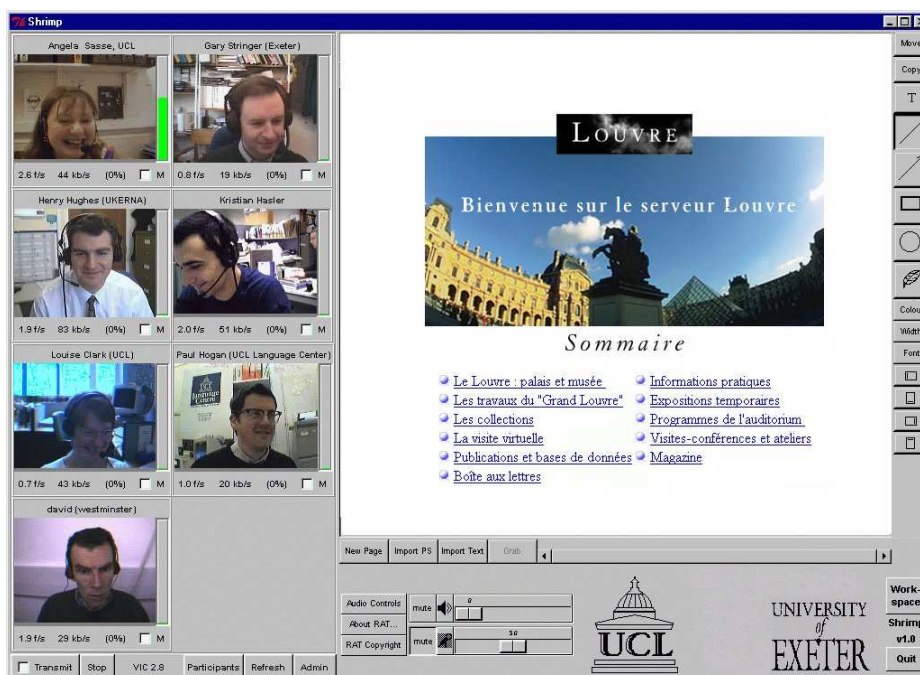 Shrimp
Angela Sasse, UCL
Gary Stringer (Exeter)
2.6 f/s 44 kb/s (0%) M
0.8 f/s 19 kb/s (0%) M
Henry Hughes (UKERNA)
Kristian Hasler
1.9 f/s 83 kb/s (0%) M
2.0 f/s 51 kb/s (0%) M
Louise Clark (UCL)
Paul Hogan (UCL Language Center)
0.7 f/s 43 kb/s (0%) M
1.0 f/s 20 kb/s (0%) M
david (westminster)
1.9 f/s 29 kb/s (0%) M
Transmit Stop VIC 2.8 Participants Refresh Admin
LOUVRE
Bienvenue sur le serveur Louvre
Sommaire
Le Louvre : palais et musée
Les travaux du "Grand Louvre"
Les collections
La visite virtuelle
Publications et bases de données
Boîte aux lettres
Informations pratiques
Expositions temporaires
Programmes de l'auditorium
Visites-conférences et ateliers
Magazine
Move
Copy
T
Colou
Width
Font
New Page Import PS Import Text Grab
Audio Controls
About RAT...
RAT Copyright
mute 0
mute 50
UCL
UNIVERSITY
of
EXETER
Work-
space
Shrimp
v1.0
Quit